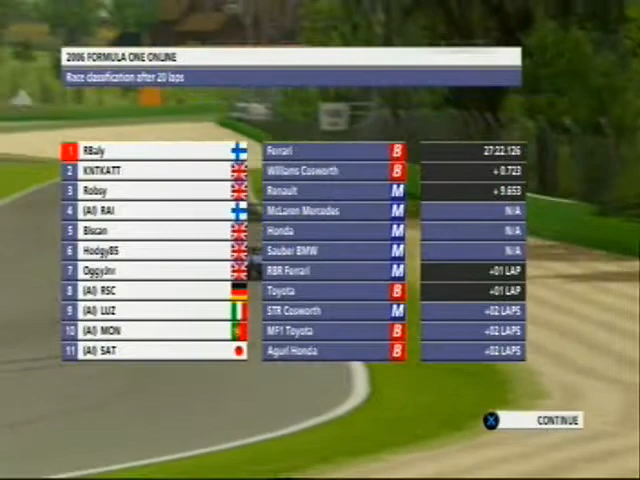 2006 FORMULA ONE ONLINE
Race classification after 20 laps
1 RBaly Ferrari B 27:22.126
2 KNTKATT Williams Cosworth B + 0.723
3 Robsy Renault M + 9.653
4 (AI) RAI McLaren Mercedes M N/A
5 Biscan Honda M N/A
6 Hodgy85 Sauber BMW M N/A
7 OggyJnr RBR Ferrari M +01 LAP
8 (AI) RSC Toyota B +01 LAP
9 (AI) LUZ STR Cosworth M +02 LAPS
10 (AI) MON MF1 Toyota B +02 LAPS
11 (AI) SAT Aguri Honda B +02 LAPS
X CONTINUE